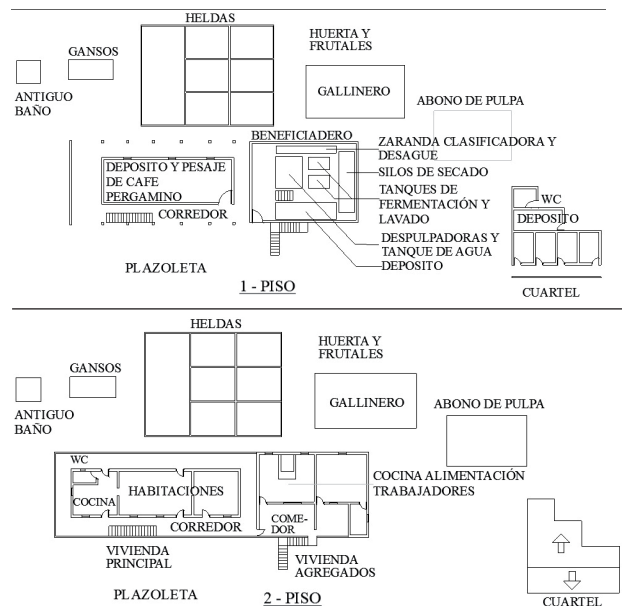 HELDAS
HUERTA Y
FRUTALES
GANSOS
GALLINERO
ANTIGUO
BAÑO
ABONO DE PULPA
BENEFICIADERO
ZARANDA CLASIFICADORA Y
DESAGUE
DEPOSITO Y PESAJE
DE CAFE
PERGAMINO
SILOS DE SECADO
TANQUES DE
FERMENTACIÓN Y
LAVADO
WC
DEPOSITO
CORREDOR
DESPULPADORAS Y
TANQUE DE AGUA
DEPOSITO
PLAZOLETA
1 - PISO
CUARTEL
HELDAS
HUERTA Y
FRUTALES
GANSOS
GALLINERO
ABONO DE PULPA
ANTIGUO
BAÑO
WC
COCINA
HABITACIONES
COCINA ALIMENTACIÓN
TRABAJADORES
CORREDOR
COME-
DOR
VIVIENDA
PRINCIPAL
VIVIENDA
AGREGADOS
PLAZOLETA
2 - PISO
CUARTEL